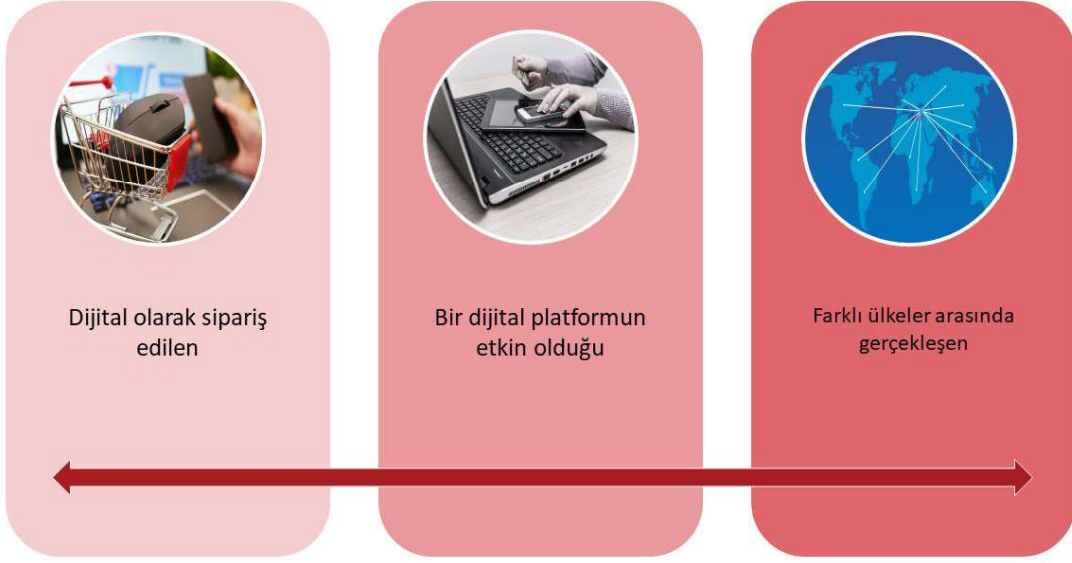 Dijital olarak sipariş
edilen
Bir dijital platformun
etkin olduğu
Farklı ülkeler arasında
gerçekleşen